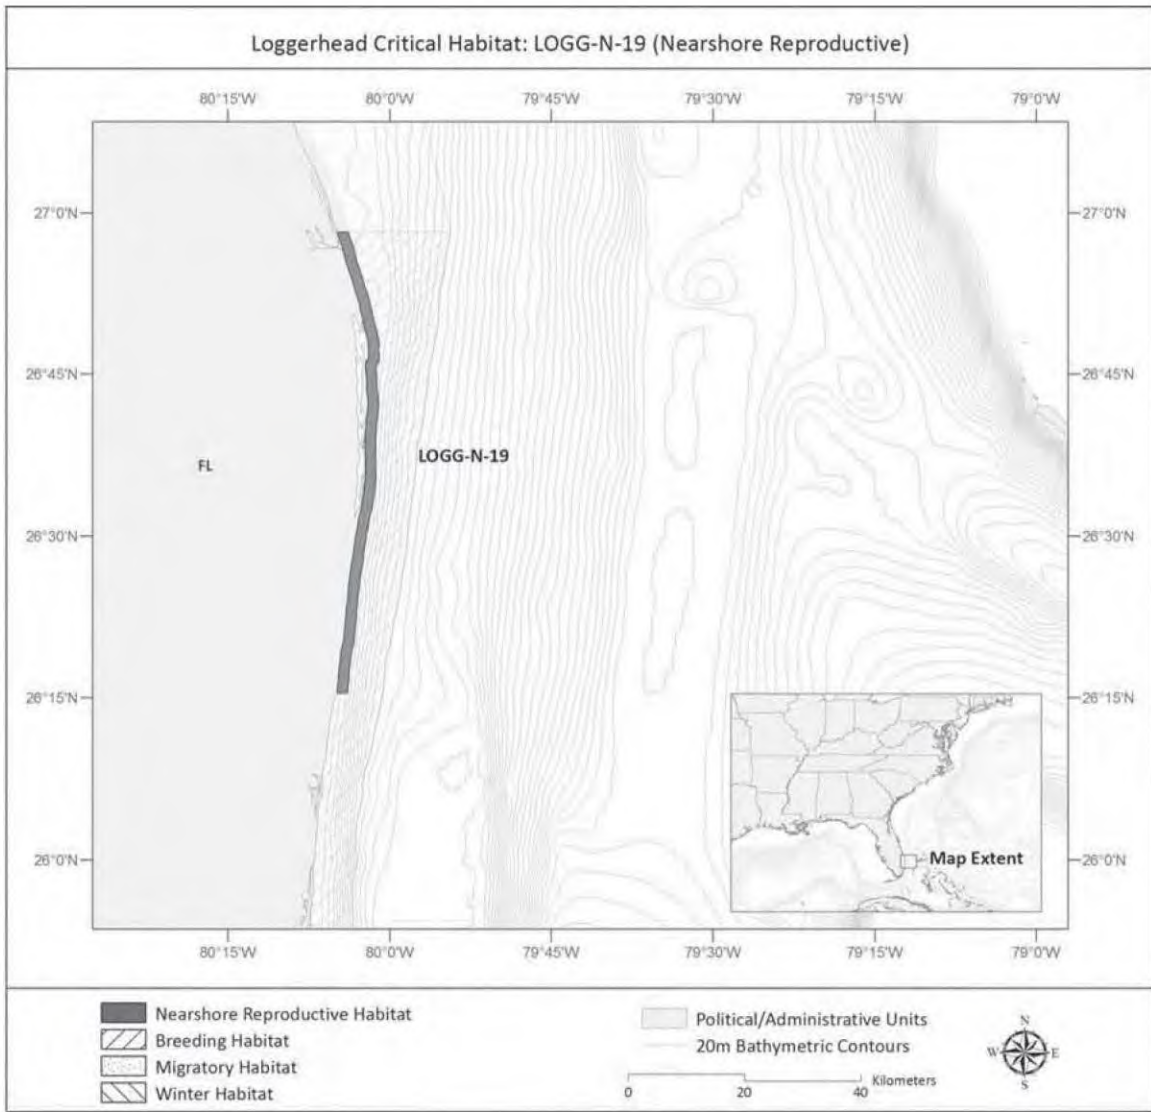 Loggerhead Critical Habitat: LOGG-N-19 (Nearshore Reproductive)
80°15'W 80°0'W 79°45'W 79°30'W 79°15'W 79°0'W
27°0'N 27°0'N
26°45'N 26°45'N
LOGG-N-19
FL
26°30'N 26°30'N
26°15'N 26°15'N
Map Extent
26°0'N 26°0'N
80°15'W 80°0'W 79°45'W 79°30'W 79°15'W 79°0'W
Nearshore Reproductive Habitat
Breeding Habitat
Migratory Habitat
Winter Habitat
Political/Administrative Units
20m Bathymetric Contours
Kilometers
0 20 40
N
W E
S